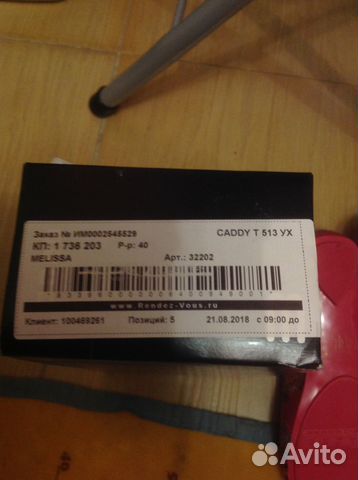 Заказ № ИМ0002545529
CADDY T 513 УХ
КП: 1 736 203 Р-р: 40
MELISSA Арт.: 32202
www.Rendez-Vous.ru
Клиент: 100469261 Позиций: 5 21.08.2018 с 09:00 до
Avito